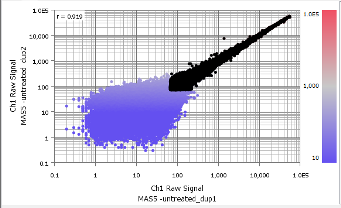 r = 0.919
1.0E5
10,000
1,000
100
10
1
0.1
Ch1 Raw Signal
MAS5 -untreated_dup2
0.1
1
10
100
1,000
10,000
1.0E5
Ch1 Raw Signal
MAS5 -untreated_dup1
1.0E5
1,000
10